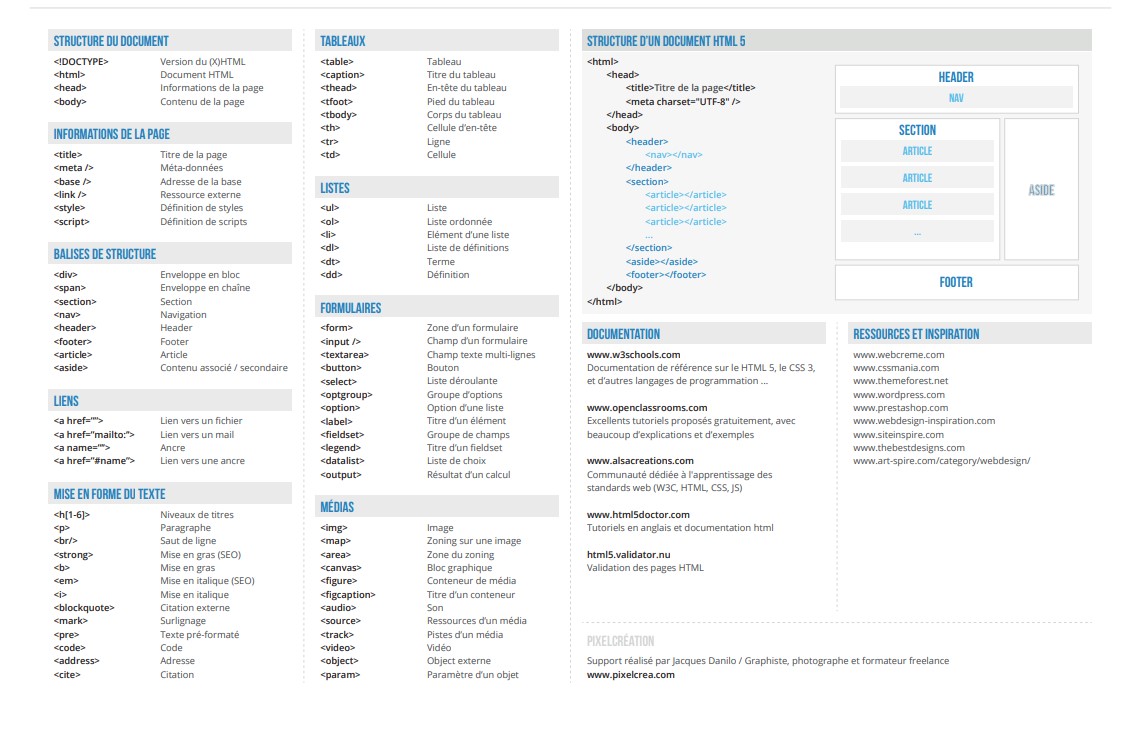 STRUCTURE DU DOCUMENT
<!DOCTYPE> Version du (X)HTML
<html> Document HTML
<head> Informations de la page
<body> Contenu de la page
INFORMATIONS DE LA PAGE
<title> Titre de la page
<meta /> Méta-données
<base /> Adresse de la base
<link /> Ressource externe
<style> Définition de styles
<script> Définition de scripts
BALISES DE STRUCTURE
<div> Enveloppe en bloc
<span> Enveloppe en chaîne
<section> Section
<nav> Navigation
<header> Header
<footer> Footer
<article> Article
<aside> Contenu associé / secondaire
LIENS
<a href=""> Lien vers un fichier
<a href="mailto:"> Lien vers un mail
<a name=""> Ancre
<a href="#name"> Lien vers une ancre
MISE EN FORME DU TEXTE
<h[1-6]> Niveaux de titres
<p> Paragraphe
<br/> Saut de ligne
<strong> Mise en gras (SEO)
<b> Mise en gras
<em> Mise en italique (SEO)
<i> Mise en italique
<blockquote> Citation externe
<mark> Surlignage
<pre> Texte pré-formaté
<code> Code
<address> Adresse
<cite> Citation
TABLEAUX
<table> Tableau
<caption> Titre du tableau
<thead> En-tête du tableau
<tfoot> Pied du tableau
<tbody> Corps du tableau
<th> Cellule d'en-tête
<tr> Ligne
<td> Cellule
LISTES
<ul> Liste
<ol> Liste ordonnée
<li> Elément d'une liste
<dl> Liste de définitions
<dt> Terme
<dd> Définition
FORMULAIRES
<form> Zone d'un formulaire
<input /> Champ d'un formulaire
<textarea> Champ texte multi-lignes
<button> Bouton
<select> Liste déroulante
<optgroup> Groupe d'options
<option> Option d'une liste
<label> Titre d'un élément
<fieldset> Groupe de champs
<legend> Titre d'un fieldset
<datalist> Liste de choix
<output> Résultat d'un calcul
MÉDIAS
<img> Image
<map> Zoning sur une image
<area> Zone du zoning
<canvas> Bloc graphique
<figure> Conteneur de média
<figcaption> Titre d'un conteneur
<audio> Son
<source> Ressources d'un média
<track> Pistes d'un média
<video> Vidéo
<object> Object externe
<param> Paramètre d'un objet
STRUCTURE D'UN DOCUMENT HTML 5
<html>
<head>
<title>Titre de la page</title>
<meta charset="UTF-8" />
</head>
<body>
<header>
<nav></nav>
</header>
<section>
<article></article>
<article></article>
<article></article>
...
</section>
<aside></aside>
<footer></footer>
</body>
</html>
HEADER
NAV
SECTION
ARTICLE
ARTICLE
ARTICLE
...
ASIDE
FOOTER
DOCUMENTATION
www.w3schools.com
Documentation de référence sur le HTML 5, le CSS 3,
et d'autres langages de programmation ...
www.openclassrooms.com
Excellents tutoriels proposés gratuitement, avec
beaucoup d'explications et d'exemples
www.alsacreations.com
Communauté dédiée à l'apprentissage des
standards web (W3C, HTML, CSS, JS)
www.html5doctor.com
Tutoriels en anglais et documentation html
html5.validator.nu
Validation des pages HTML
RESSOURCES ET INSPIRATION
www.webcreme.com
www.cssmania.com
www.themeforest.net
www.wordpress.com
www.prestashop.com
www.webdesign-inspiration.com
www.siteinspire.com
www.thebestdesigns.com
www.art-spire.com/category/webdesign/
PIXELCRÉATION
Support réalisé par Jacques Danilo / Graphiste, photographe et formateur freelance
www.pixelcrea.com